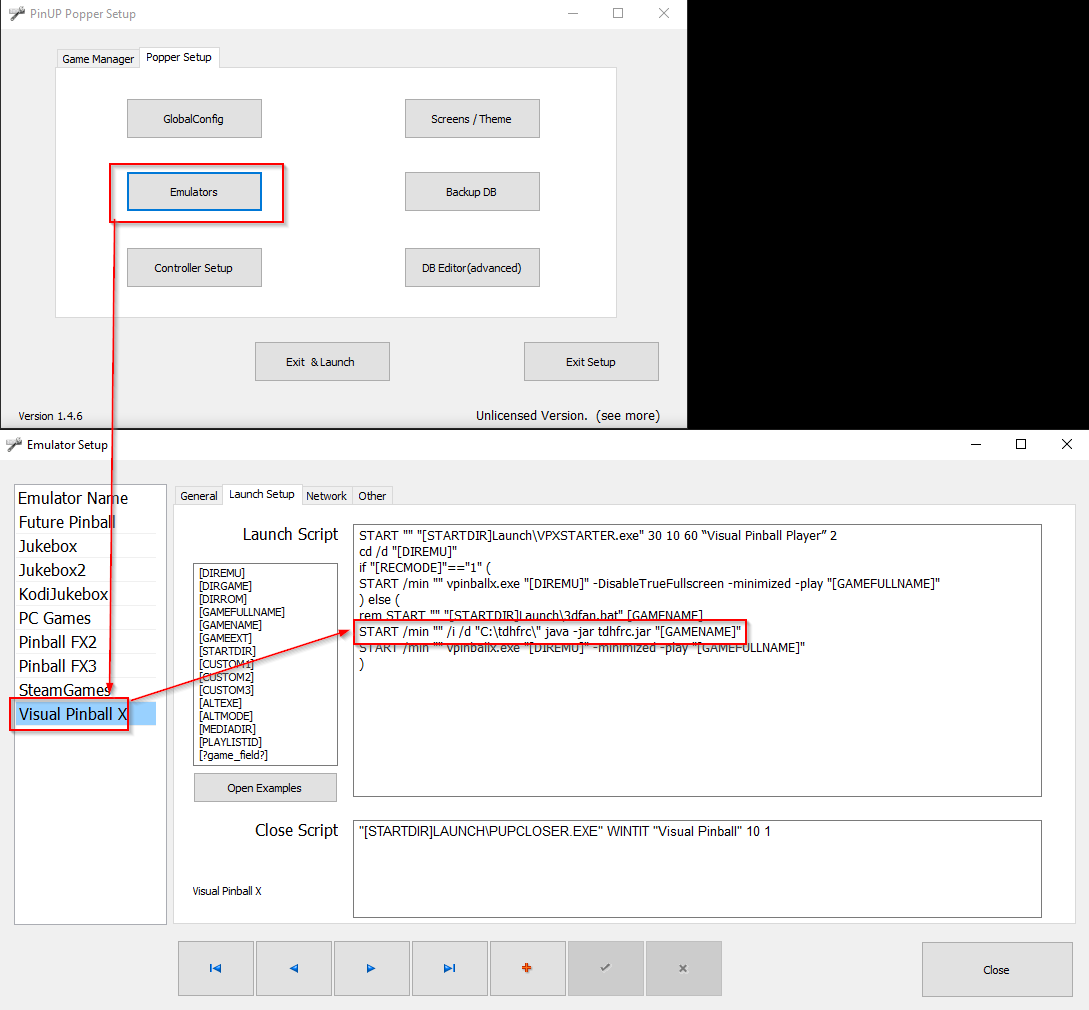 PinUP Popper Setup
Game Manager
Popper Setup
GlobalConfig
Screens / Theme
Emulators
Backup DB
Controller Setup
DB Editor(advanced)
Exit & Launch
Exit Setup
Version 1.4.6
Unlicensed Version. (see more)
Emulator Setup
Emulator Name
Future Pinball
Jukebox
Jukebox2
KodiJukebox
PC Games
Pinball FX2
Pinball FX3
SteamGames
Visual Pinball X
General
Launch Setup
Network
Other
Launch Script
[DIREMU]
[DIRGAME]
[DIRROM]
[GAMEFULLNAME]
[GAMENAME]
[GAMEEXT]
[STARTDIR]
[CUSTOM1]
[CUSTOM2]
[CUSTOM3]
[ALTEXE]
[ALTMODE]
[MEDIADIR]
[PLAYLISTID]
[?game_field?]
Open Examples
START "" "[STARTDIR]Launch\VPXSTARTER.exe" 30 10 60 “Visual Pinball Player” 2
cd /d "[DIREMU]"
if "[RECMODE]"=="1" (
START /min "" vpinballx.exe "[DIREMU]" -DisableTrueFullscreen -minimized -play "[GAMEFULLNAME]"
) else (
rem START "" "[STARTDIR]Launch\3dfan.bat" [GAMENAME]
START /min "" /i /d "C:\tdhfrc\" java -jar tdhfrc.jar "[GAMENAME]"
START /min "" vpinballx.exe "[DIREMU]" -minimized -play "[GAMEFULLNAME]"
)
Close Script
"[STARTDIR]LAUNCH\PUPCLOSER.EXE" WINTIT "Visual Pinball" 10 1
Visual Pinball X
Close